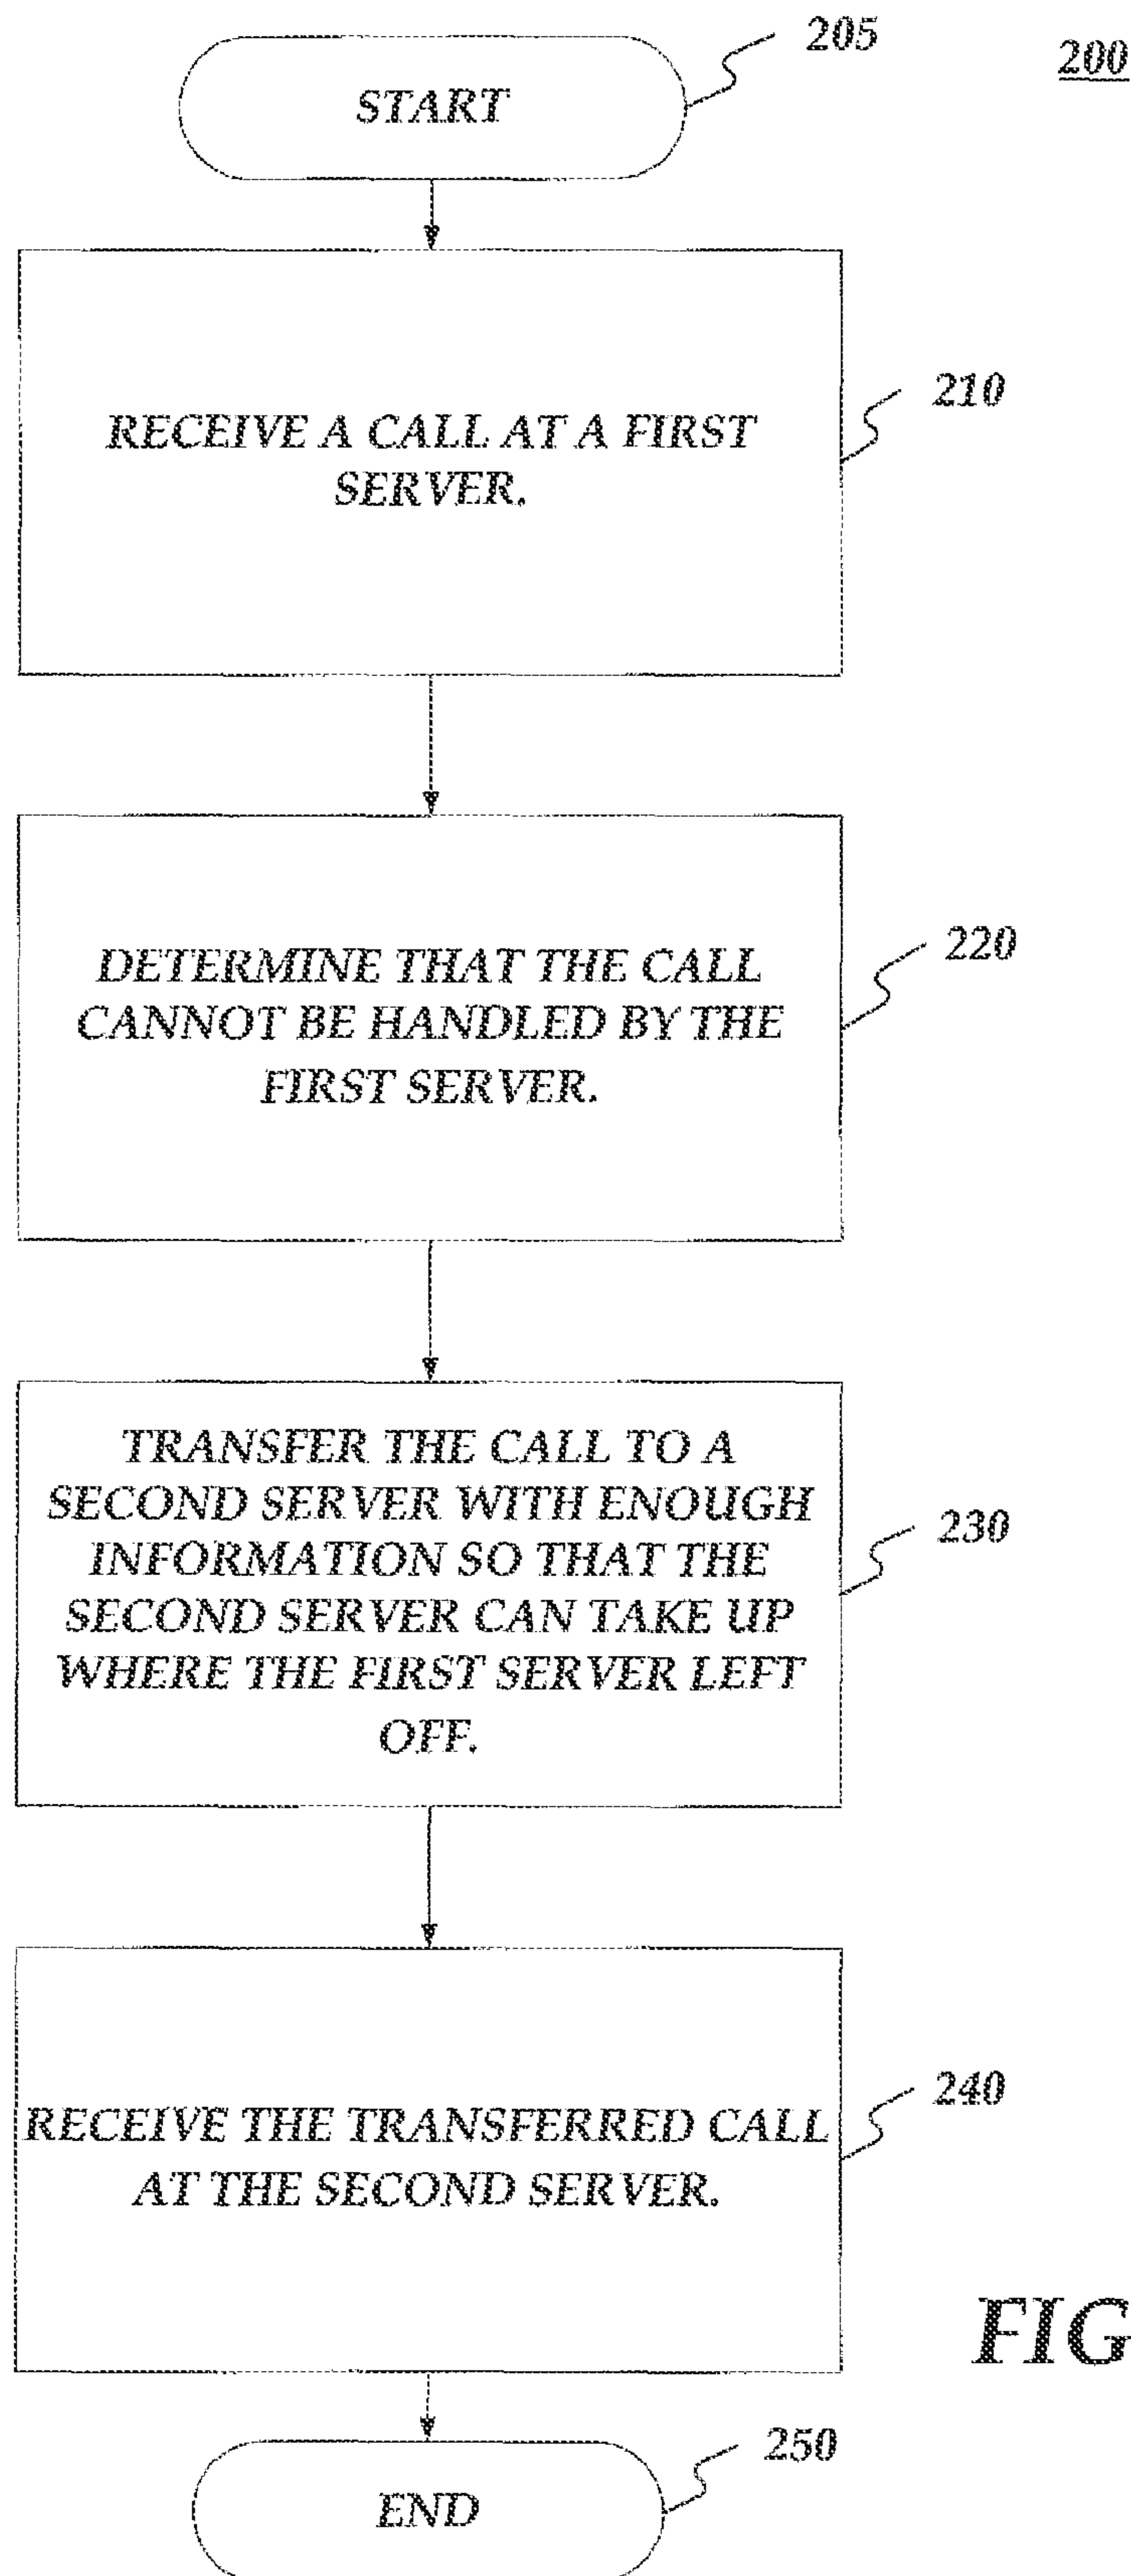 205
200
START
210
RECEIVE A CALL AT A FIRST
SERVER.
220
DETERMINE THAT THE CALL
CANNOT BE HANDLED BY THE
FIRST SERVER.
TRANSFER THE CALL TO A
SECOND SERVER WITH ENOUGH
230
INFORMATION SO THAT THE
SECOND SERVER CAN TAKE UP
WHERE THE FIRST SERVER LEFT
OFF.
240
RECEIVE THE TRANSFERRED CALL
AT THE SECOND SERVER.
FIG
250
END